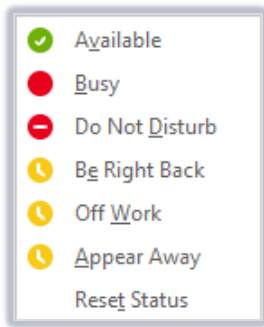 Available
Busy
Do Not Disturb
Be Right Back
Off Work
Appear Away
Reset Status